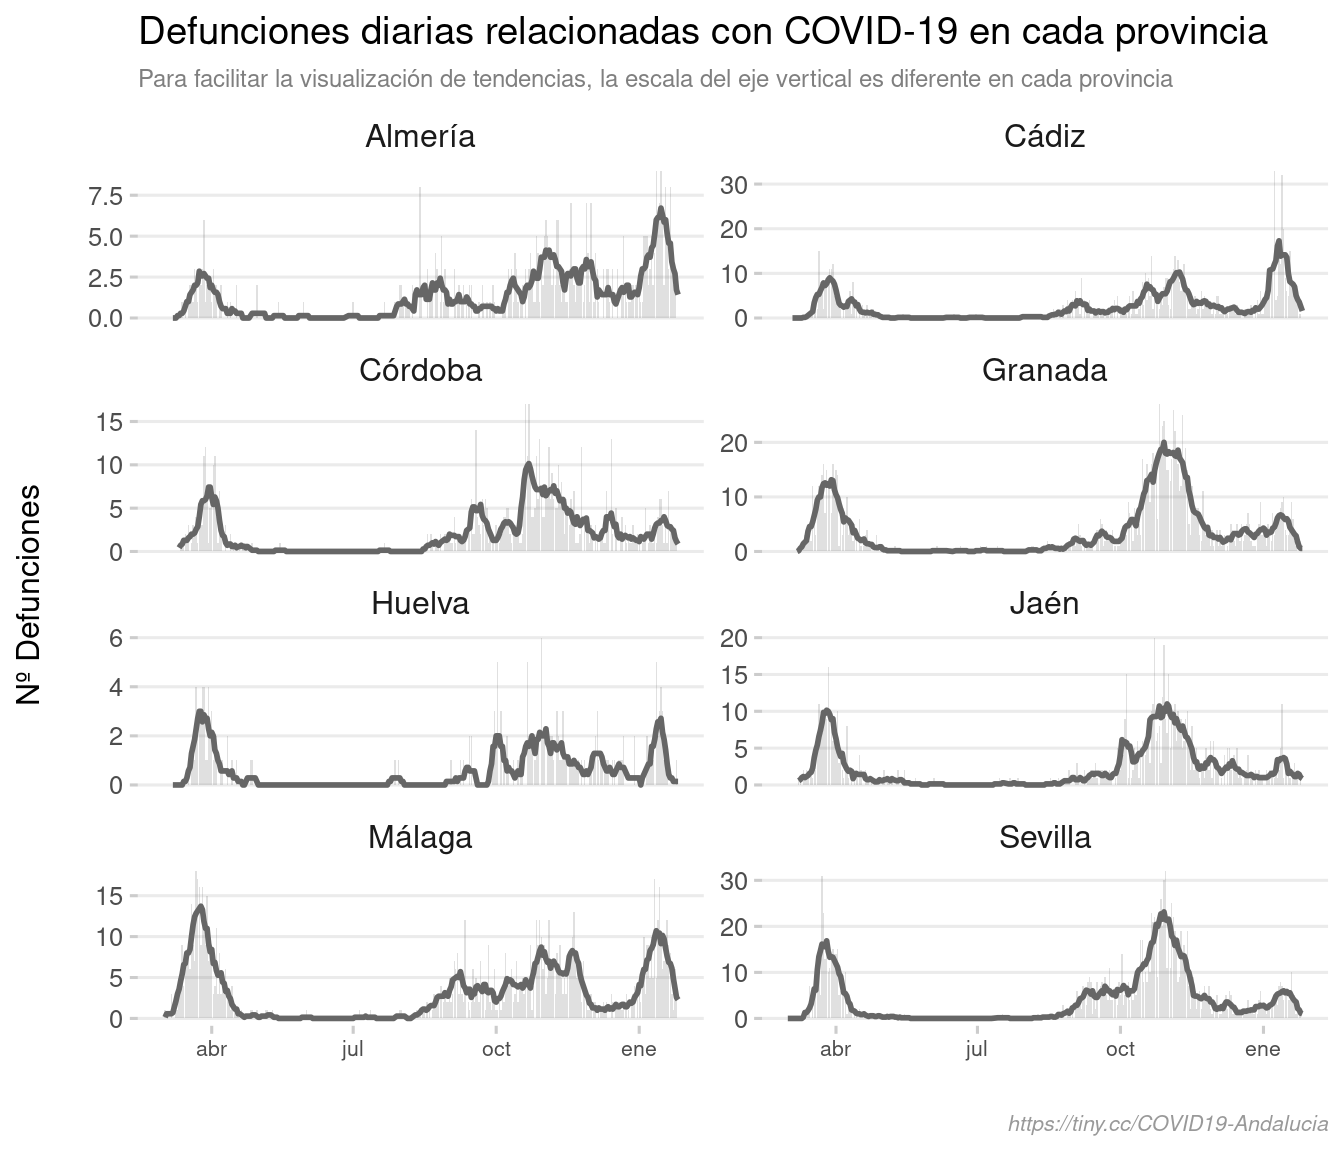 Defunciones diarias relacionadas con COVID-19 en cada provincia
Para facilitar la visualización de tendencias, la escala del eje vertical es diferente en cada provincia
Nº Defunciones
Almería
7.5
5.0
2.5
0.0
Cádiz
30
20
10
0
Córdoba
15
10
5
0
Granada
20
10
0
Huelva
6
4
2
0
Jaén
20
15
10
5
0
Málaga
15
10
5
0
abr jul oct ene
Sevilla
30
20
10
0
abr jul oct ene
https://tiny.cc/COVID19-Andalucia